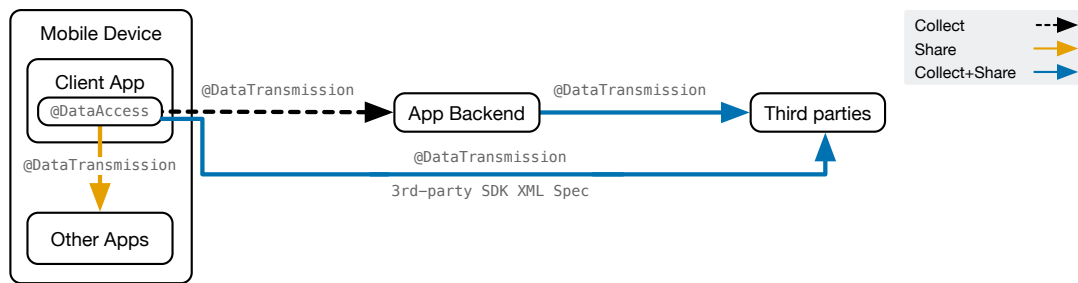 Mobile Device
Client App
@DataAccess
@DataTransmission
Other Apps
@DataTransmission
App Backend
@DataTransmission
Third parties
@DataTransmission
3rd-party SDK XML Spec
Collect
Share
Collect+Share